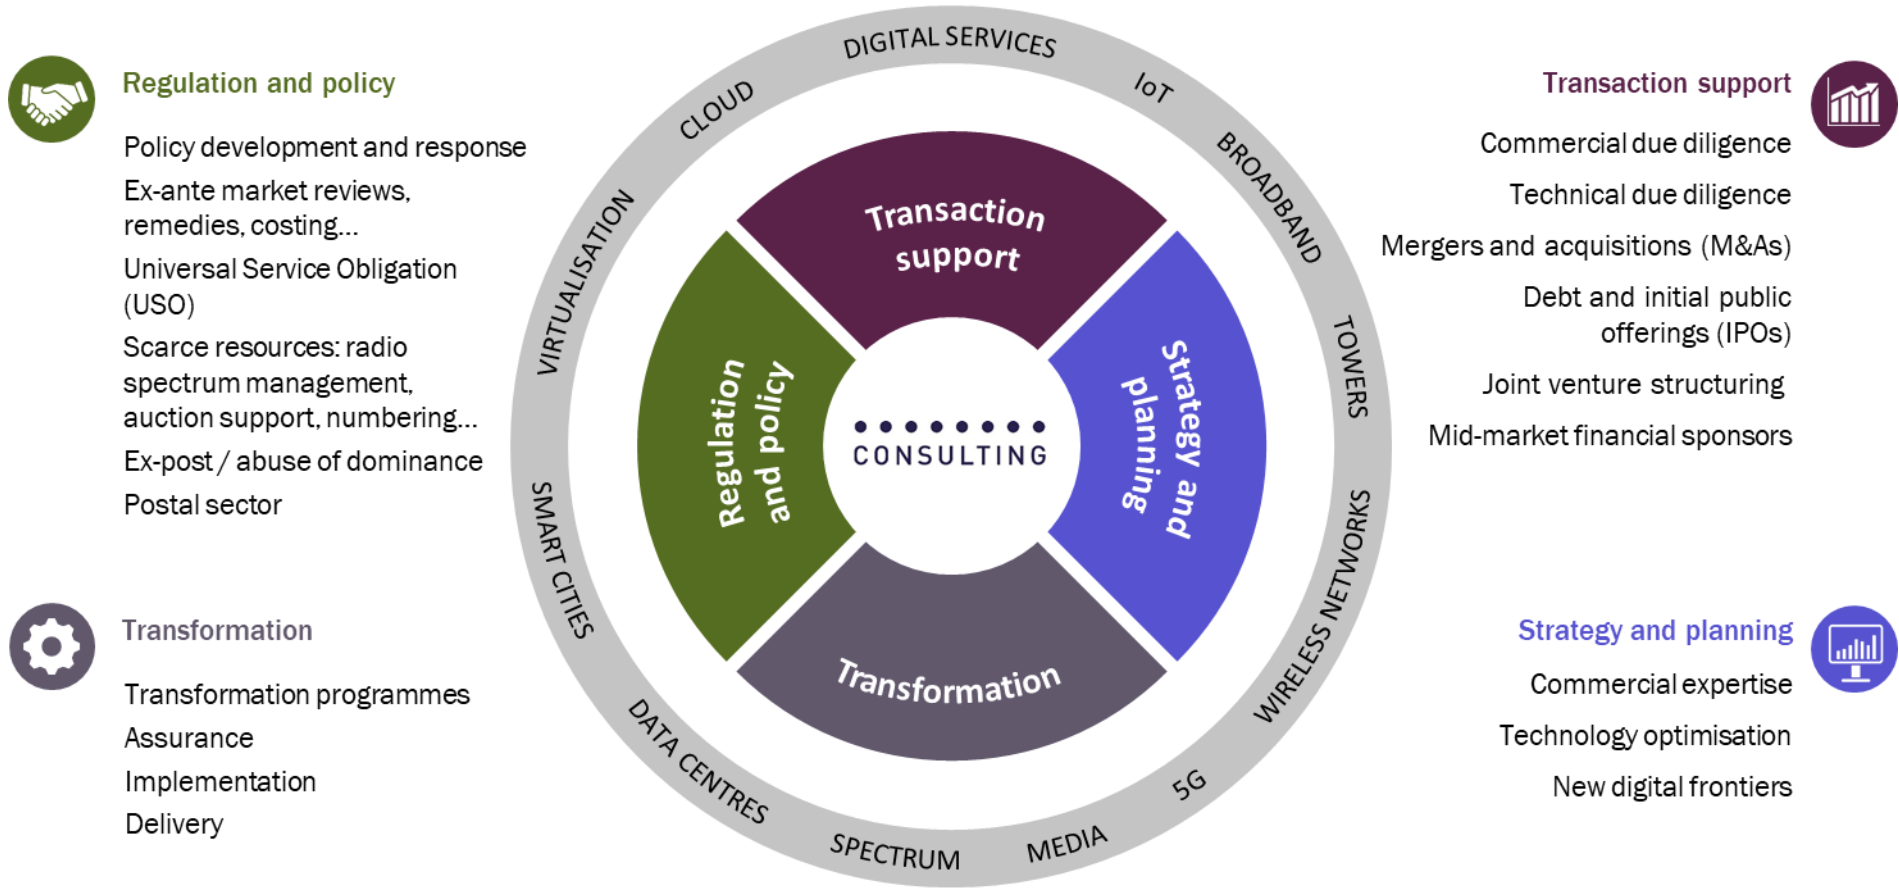 Regulation and policy
Policy development and response
Ex-ante market reviews,
remedies, costing...
Universal Service Obligation
(USO)
Scarce resources: radio
spectrum management,
auction support, numbering...
Ex-post / abuse of dominance
Postal sector
Transformation
Transformation programmes
Assurance
Implementation
Delivery
DIGITAL SERVICES
IoT
BROADBAND
TOWERS
WIRELESS NETWORKS
5G
MEDIA
SPECTRUM
DATA CENTRES
SMART CITIES
VIRTUALISATION
CLOUD
Transaction
support
Strategy and
planning
Transformation
Regulation
and policy
CONSULTING
Transaction support
Commercial due diligence
Technical due diligence
Mergers and acquisitions (M&As)
Debt and initial public
offerings (IPOs)
Joint venture structuring
Mid-market financial sponsors
Strategy and planning
Commercial expertise
Technology optimisation
New digital frontiers